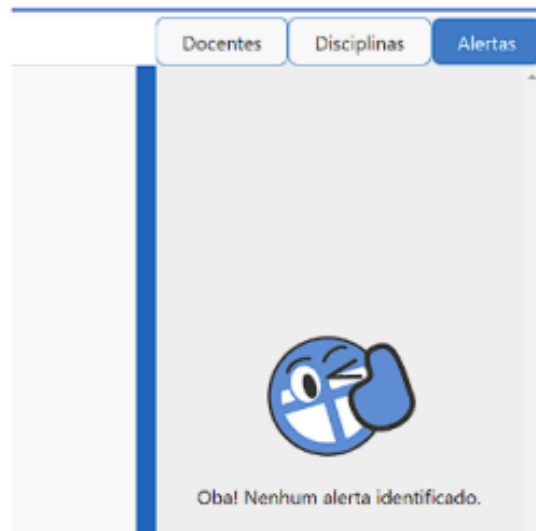 Docentes
Disciplinas
Alertas
Oba! Nenhum alerta identificado.